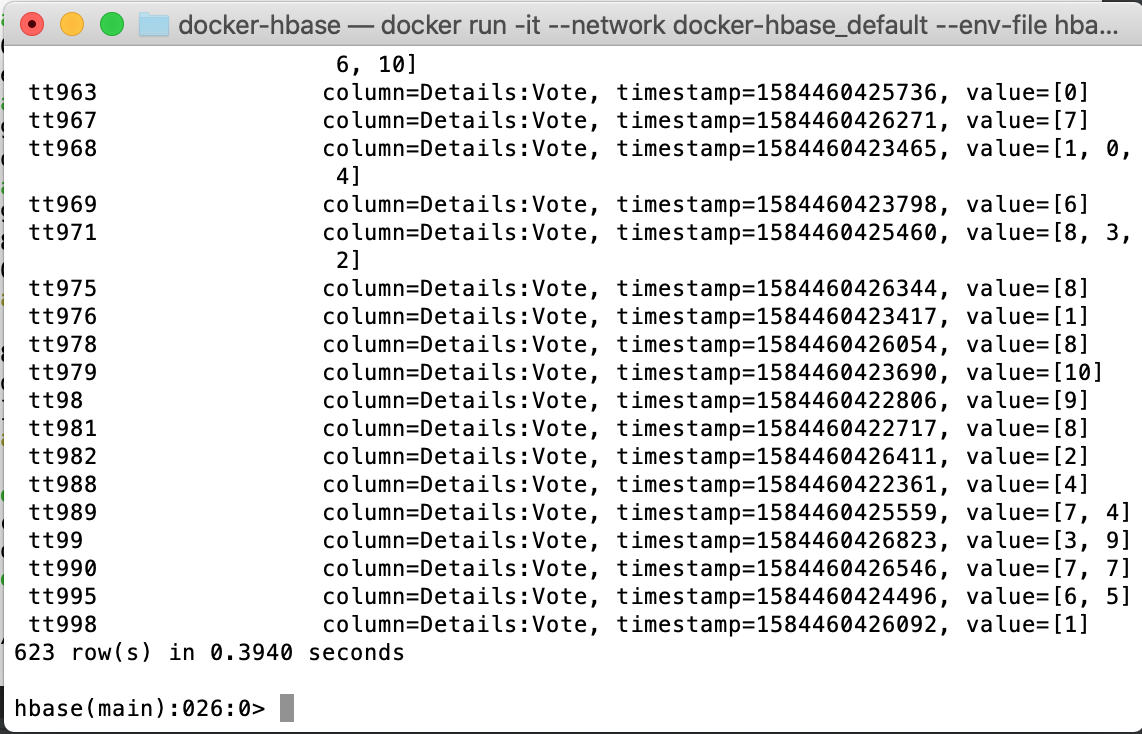 docker-hbase — docker run -it --network docker-hbase_default --env-file hba...
6, 10]
tt963 column=Details:Vote, timestamp=1584460425736, value=[0]
tt967 column=Details:Vote, timestamp=1584460426271, value=[7]
tt968 column=Details:Vote, timestamp=1584460423465, value=[1, 0,
4]
tt969 column=Details:Vote, timestamp=1584460423798, value=[6]
tt971 column=Details:Vote, timestamp=1584460425460, value=[8, 3,
2]
tt975 column=Details:Vote, timestamp=1584460426344, value=[8]
tt976 column=Details:Vote, timestamp=1584460423417, value=[1]
tt978 column=Details:Vote, timestamp=1584460426054, value=[8]
tt979 column=Details:Vote, timestamp=1584460423690, value=[10]
tt98 column=Details:Vote, timestamp=1584460422806, value=[9]
tt981 column=Details:Vote, timestamp=1584460422717, value=[8]
tt982 column=Details:Vote, timestamp=1584460426411, value=[2]
tt988 column=Details:Vote, timestamp=1584460422361, value=[4]
tt989 column=Details:Vote, timestamp=1584460425559, value=[7, 4]
tt99 column=Details:Vote, timestamp=1584460426823, value=[3, 9]
tt990 column=Details:Vote, timestamp=1584460426546, value=[7, 7]
tt995 column=Details:Vote, timestamp=1584460424496, value=[6, 5]
tt998 column=Details:Vote, timestamp=1584460426092, value=[1]
623 row(s) in 0.3940 seconds
hbase(main):026:0>